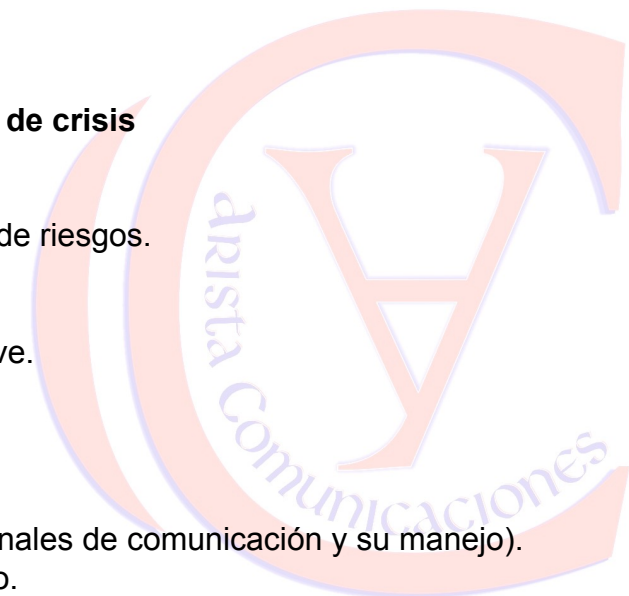 de crisis
de riesgos.
ve.
nales de comunicación y su manejo).
o.
Arista Comunicaciones